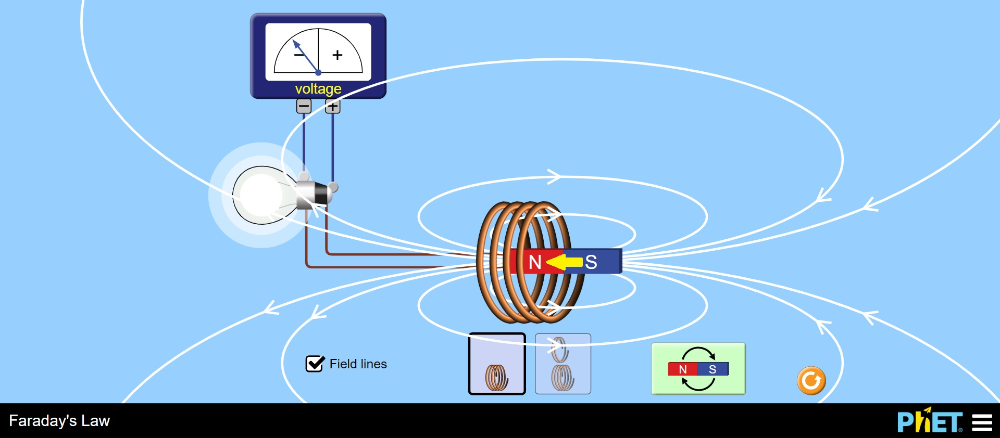 − +
voltage
− +
N S
Field lines
N S
Faraday's Law
PhET®